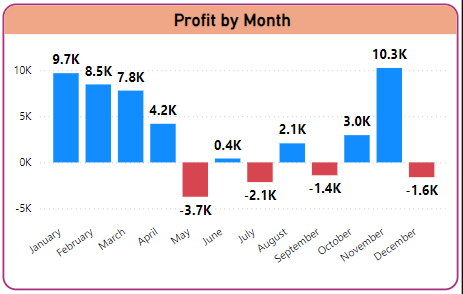 Profit by Month
10K
5K
0K
-5K
9.7K
8.5K
7.8K
4.2K
-3.7K
0.4K
-2.1K
2.1K
-1.4K
3.0K
10.3K
-1.6K
January
February
March
April
May
June
July
August
September
October
November
December